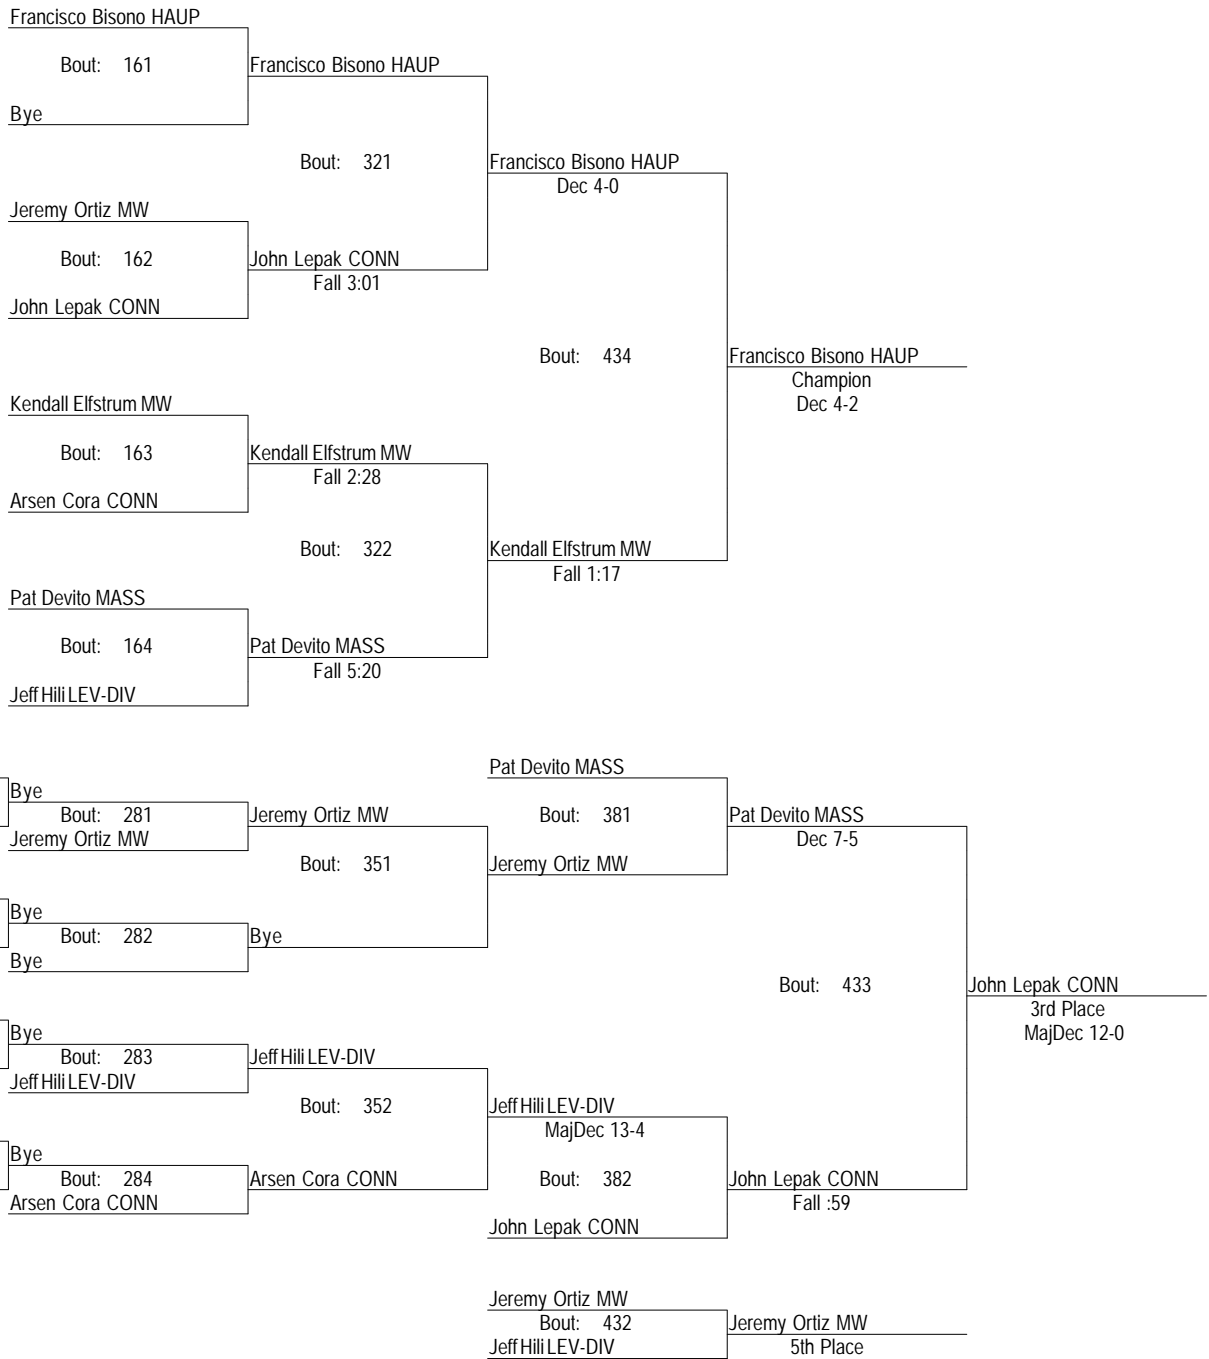 Francisco Bisono HAUP
Bout: 161
Francisco Bisono HAUP
Bye
Bout: 321
Francisco Bisono HAUP
Dec 4-0
Jeremy Ortiz MW
Bout: 162
John Lepak CONN
Fall 3:01
John Lepak CONN
Bout: 434
Francisco Bisono HAUP
Champion
Dec 4-2
Kendall Elfstrum MW
Bout: 163
Kendall Elfstrum MW
Fall 2:28
Arsen Cora CONN
Bout: 322
Kendall Elfstrum MW
Fall 1:17
Pat Devito MASS
Bout: 164
Pat Devito MASS
Fall 5:20
Jeff Hili LEV-DIV
Pat Devito MASS
Bye
Bout: 281
Jeremy Ortiz MW
Bout: 381
Pat Devito MASS
Dec 7-5
Jeremy Ortiz MW
Bout: 351
Jeremy Ortiz MW
Bye
Bout: 282
Bye
Bye
Bout: 433
John Lepak CONN
3rd Place
MajDec 12-0
Bye
Bout: 283
Jeff Hili LEV-DIV
Jeff Hili LEV-DIV
Bout: 352
Jeff Hili LEV-DIV
MajDec 13-4
Bye
Bout: 284
Arsen Cora CONN
Bout: 382
John Lepak CONN
Fall :59
Arsen Cora CONN
John Lepak CONN
Jeremy Ortiz MW
Bout: 432
Jeremy Ortiz MW
5th Place
Jeff Hili LEV-DIV